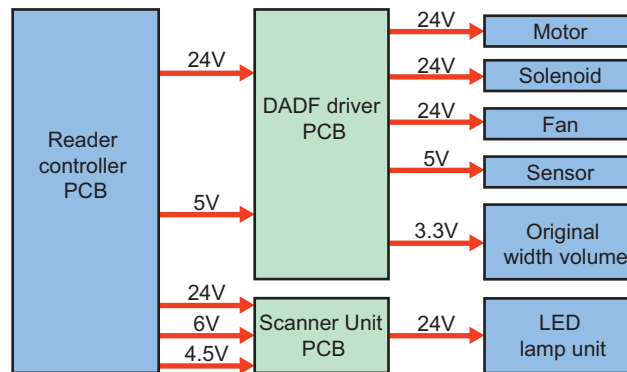 Reader
controller
PCB
24V
5V
24V
6V
4.5V
DADF driver
PCB
Scanner Unit
PCB
24V
24V
24V
5V
3.3V
24V
Motor
Solenoid
Fan
Sensor
Original
width volume
LED
lamp unit